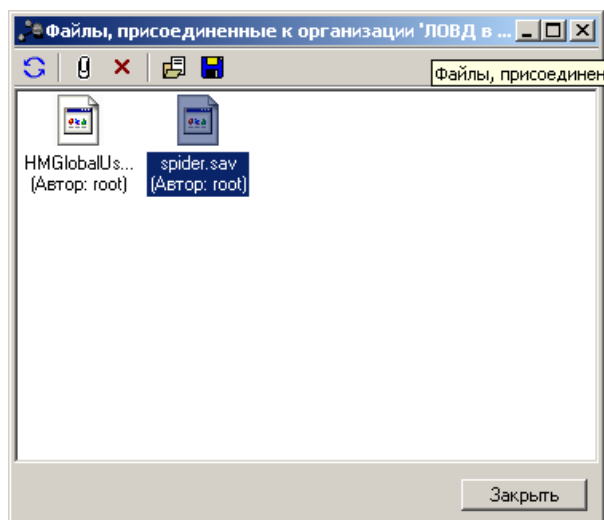 Файлы, присоединенные к организации 'ЛОВД в ...
Файлы, присоединен
HMGlobalUs...
(Автор: root)
spider.sav
(Автор: root)
Закрыть